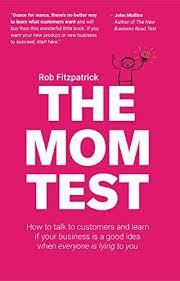 "Ounce for ounce, there's no better way
to learn what customers want and will
buy than this wonderful little book. If you
want your new product or new business
to succeed, start here."
– John Mullins
Author of The New
Business Road Test
Rob Fitzpatrick
THE
MOM
TEST
How to talk to customers and learn
if your business is a good idea
when everyone is lying to you